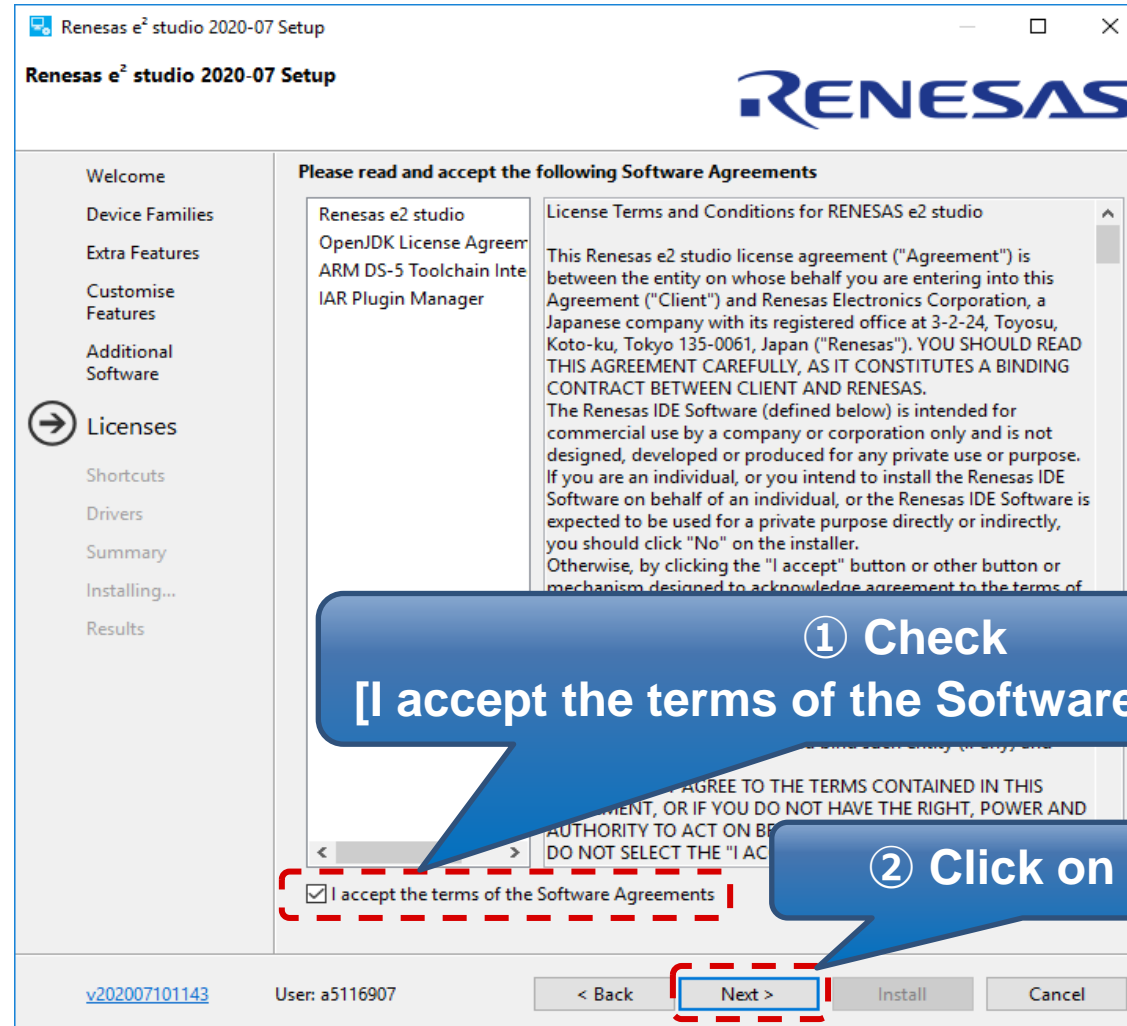 Renesas e² studio 2020-07 Setup
Renesas e² studio 2020-07 Setup
RENESAS
Welcome
Device Families
Extra Features
Customise
Features
Additional
Software
Licenses
Shortcuts
Drivers
Summary
Installing...
Results
Please read and accept the following Software Agreements
Renesas e2 studio
OpenJDK License Agreem
ARM DS-5 Toolchain Inte
IAR Plugin Manager
License Terms and Conditions for RENESAS e2 studio
This Renesas e2 studio license agreement ("Agreement") is
between the entity on whose behalf you are entering into this
Agreement ("Client") and Renesas Electronics Corporation, a
Japanese company with its registered office at 3-2-24, Toyosu,
Koto-ku, Tokyo 135-0061, Japan ("Renesas"). YOU SHOULD READ
THIS AGREEMENT CAREFULLY, AS IT CONSTITUTES A BINDING
CONTRACT BETWEEN CLIENT AND RENESAS.
The Renesas IDE Software (defined below) is intended for
commercial use by a company or corporation only and is not
designed, developed or produced for any private use or purpose.
If you are an individual, or you intend to install the Renesas IDE
Software on behalf of an individual, or the Renesas IDE Software is
expected to be used for a private purpose directly or indirectly,
you should click "No" on the installer.
Otherwise, by clicking the "I accept" button or other button or
mechanism designed to acknowledge agreement to the terms of
① Check
[I accept the terms of the Software
AGREE TO THE TERMS CONTAINED IN THIS
MENT, OR IF YOU DO NOT HAVE THE RIGHT, POWER AND
AUTHORITY TO ACT ON BE
DO NOT SELECT THE "I AC
② Click on
I accept the terms of the Software Agreements
v202007101143
User: a5116907
< Back
Next >
Install
Cancel